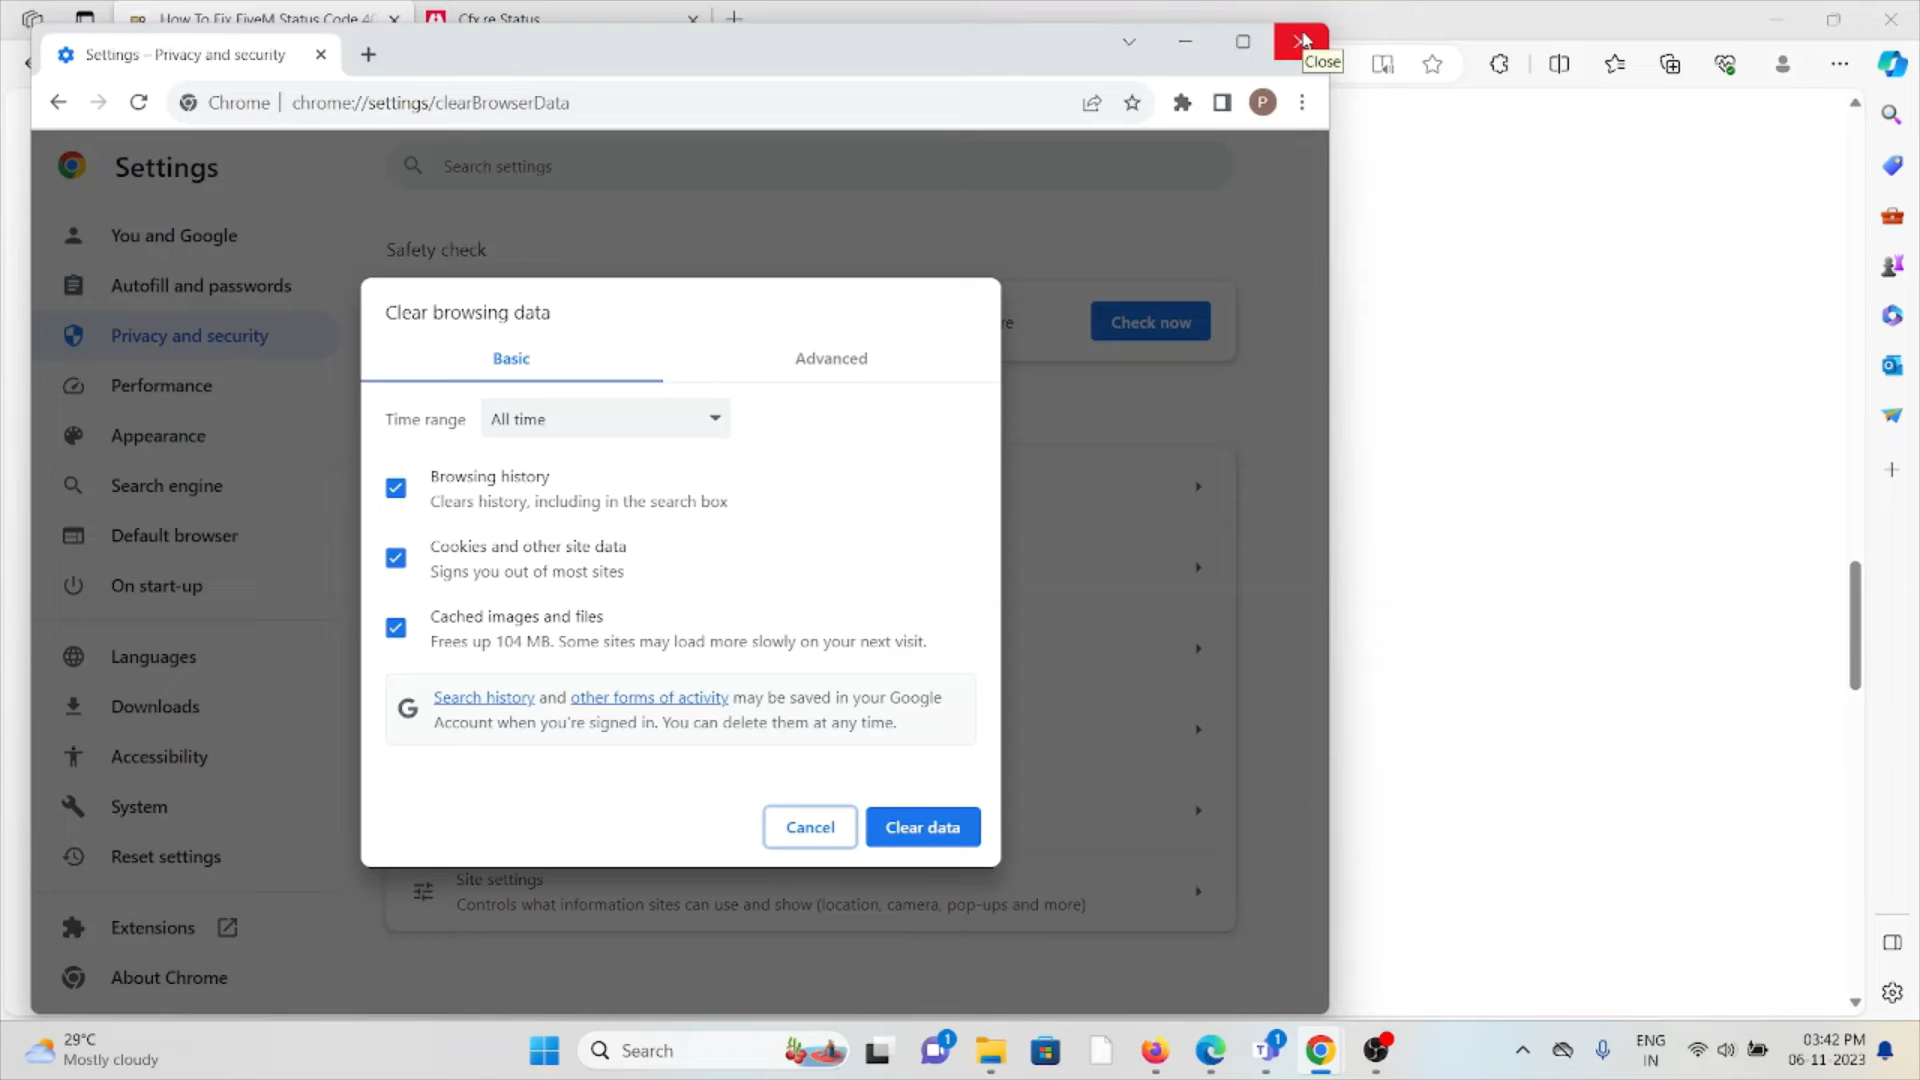 How To Fix FiveM Status Code 40
Cfx.re Status
Settings – Privacy and security
Close
Chrome
chrome://settings/clearBrowserData
P
Settings
Search settings
You and Google
Autofill and passwords
Privacy and security
Performance
Appearance
Search engine
Default browser
On start-up
Languages
Downloads
Accessibility
System
Reset settings
Extensions
About Chrome
Safety check
re
Check now
Clear browsing data
Basic
Advanced
Time range
All time
Browsing history
Clears history, including in the search box
Cookies and other site data
Signs you out of most sites
Cached images and files
Frees up 104 MB. Some sites may load more slowly on your next visit.
Search history and other forms of activity may be saved in your Google
Account when you're signed in. You can delete them at any time.
Cancel
Clear data
Site settings
Controls what information sites can use and show (location, camera, pop-ups and more)
29°C
Mostly cloudy
Search
1
1
ENG
IN
03:42 PM
06-11-2023